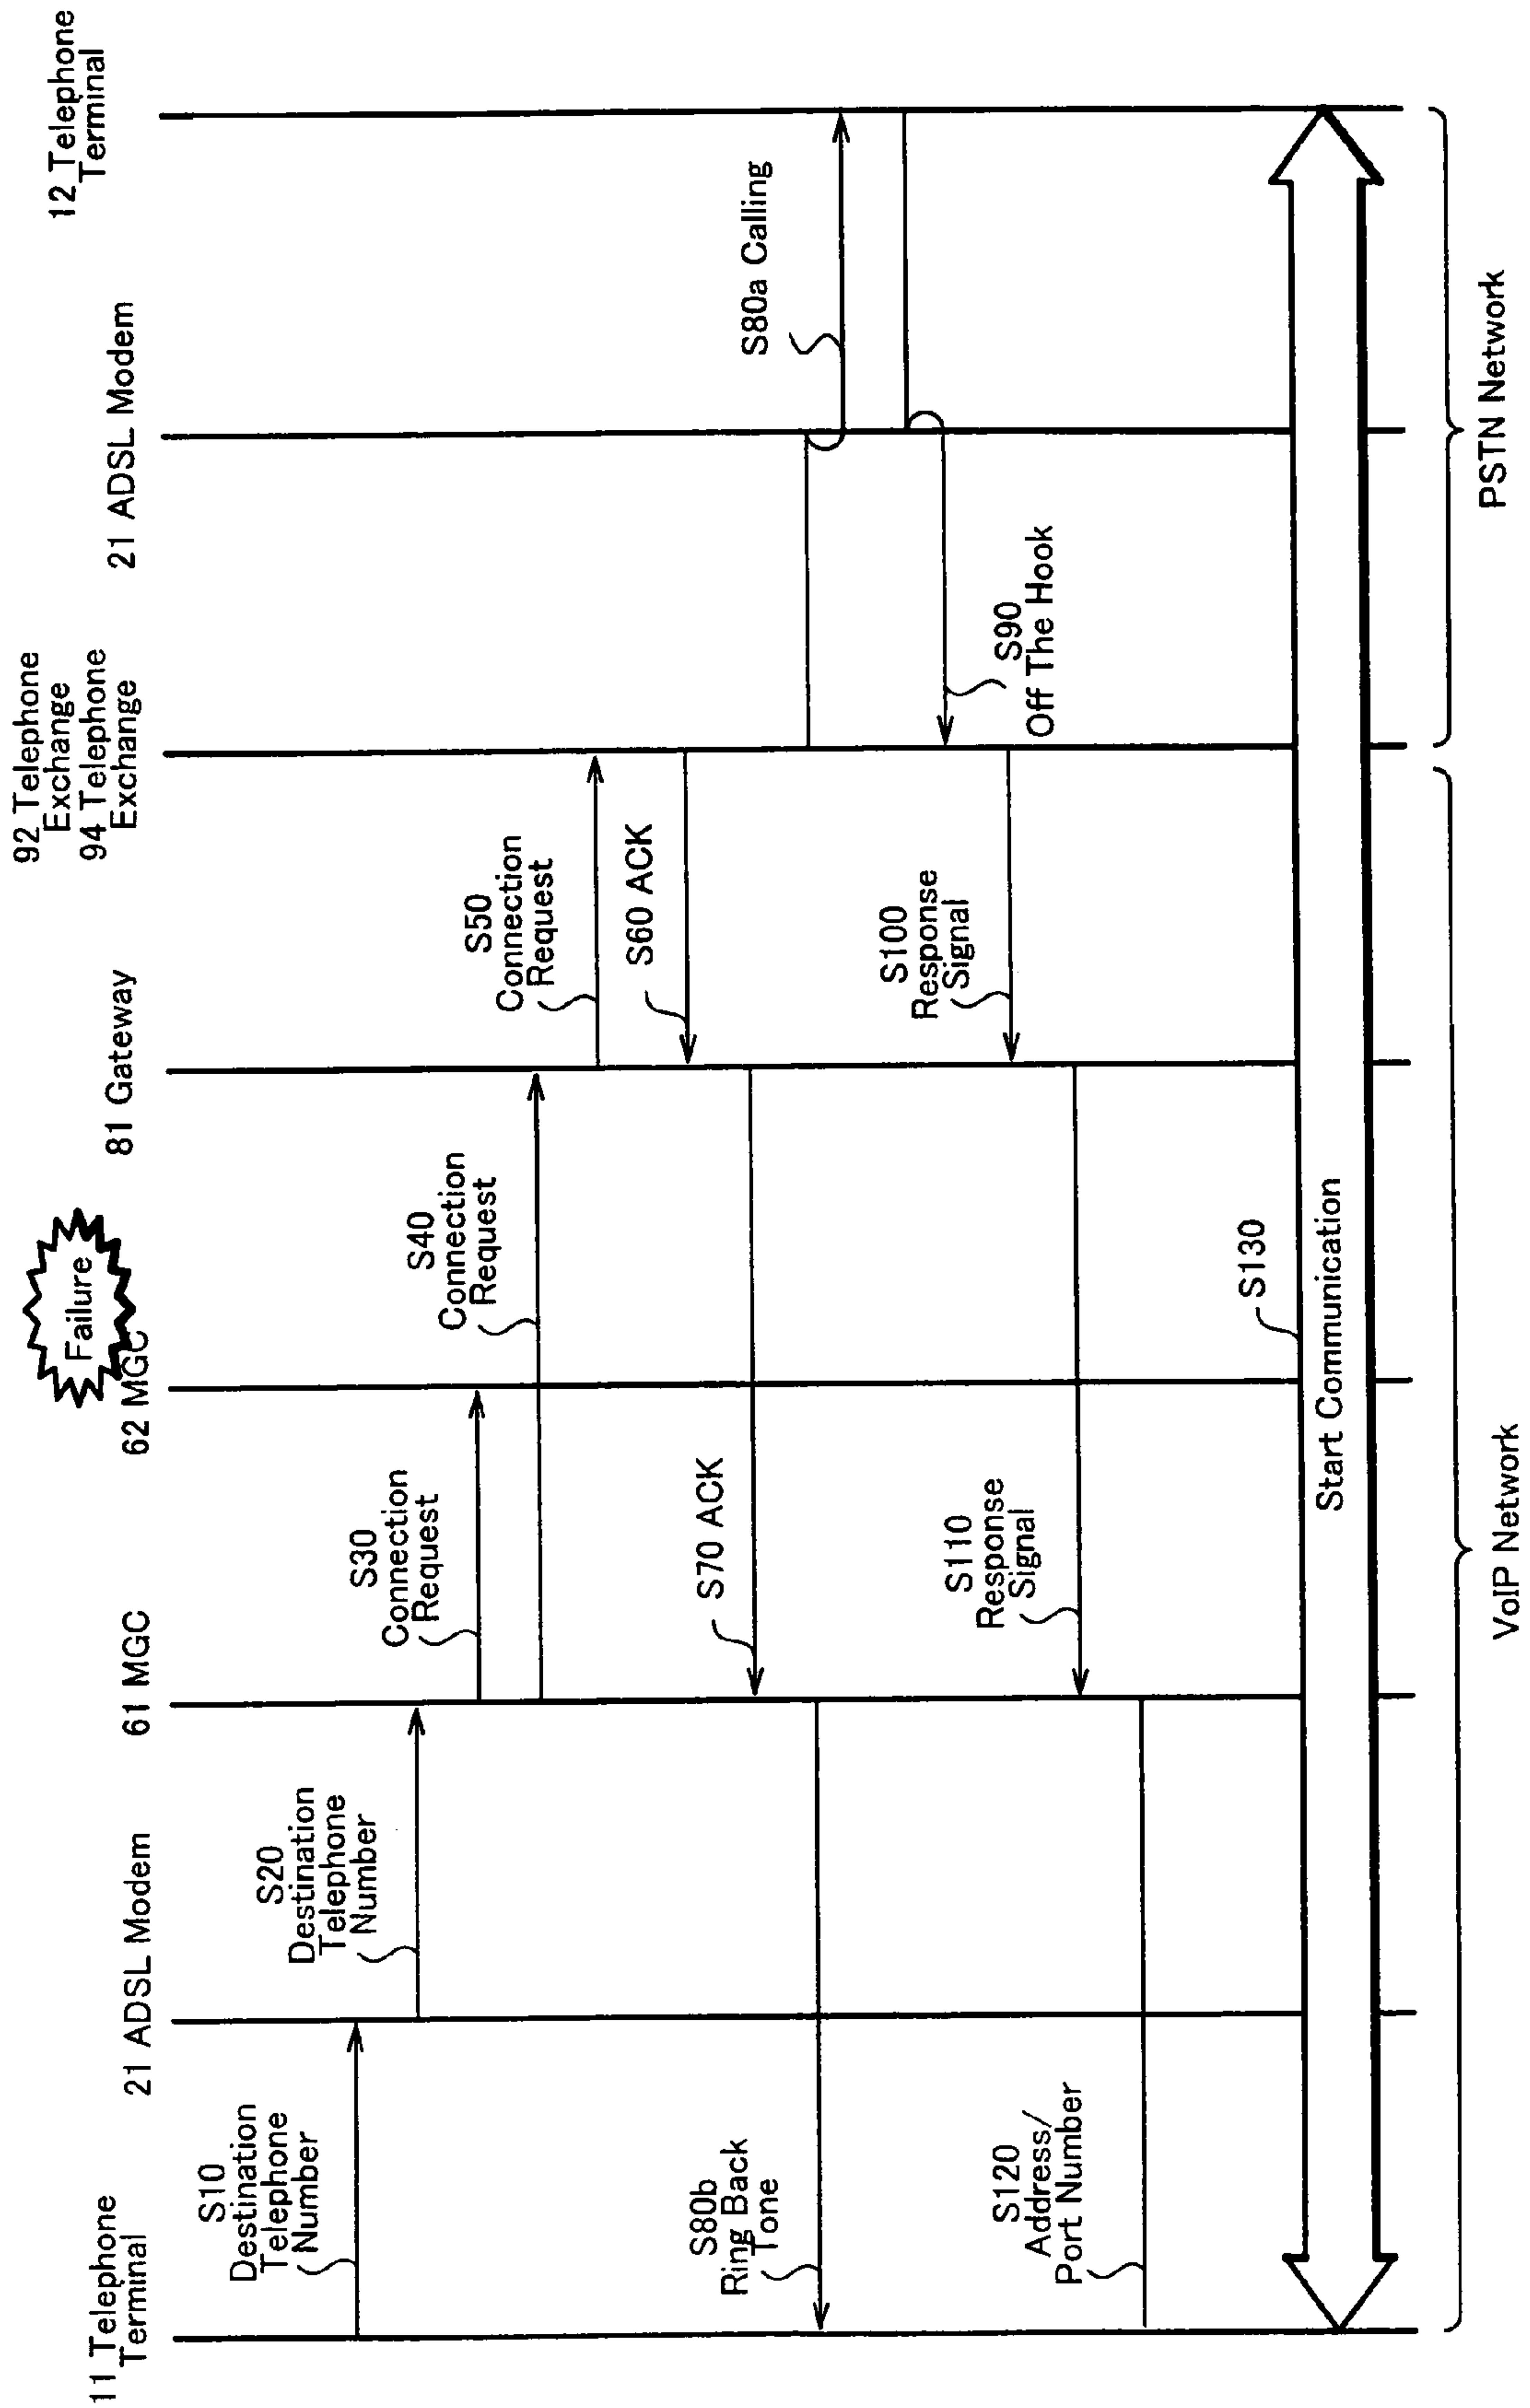 11 Telephone
Terminal
21 ADSL Modem
61 MGC
62 MGC
Failure
81 Gateway
92 Telephone
Exchange
94 Telephone
Exchange
21 ADSL Modem
12 Telephone
Terminal
S10
Destination
Telephone
Number
S20
Destination
Telephone
Number
S30
Connection
Request
S40
Connection
Request
S50
Connection
Request
S60 ACK
S70 ACK
S80a Calling
S80b
Ring Back
Tone
S90
Off The Hook
S100
Response
Signal
S110
Response
Signal
S120
Address/
Port Number
S130
Start Communication
VoIP Network
PSTN Network